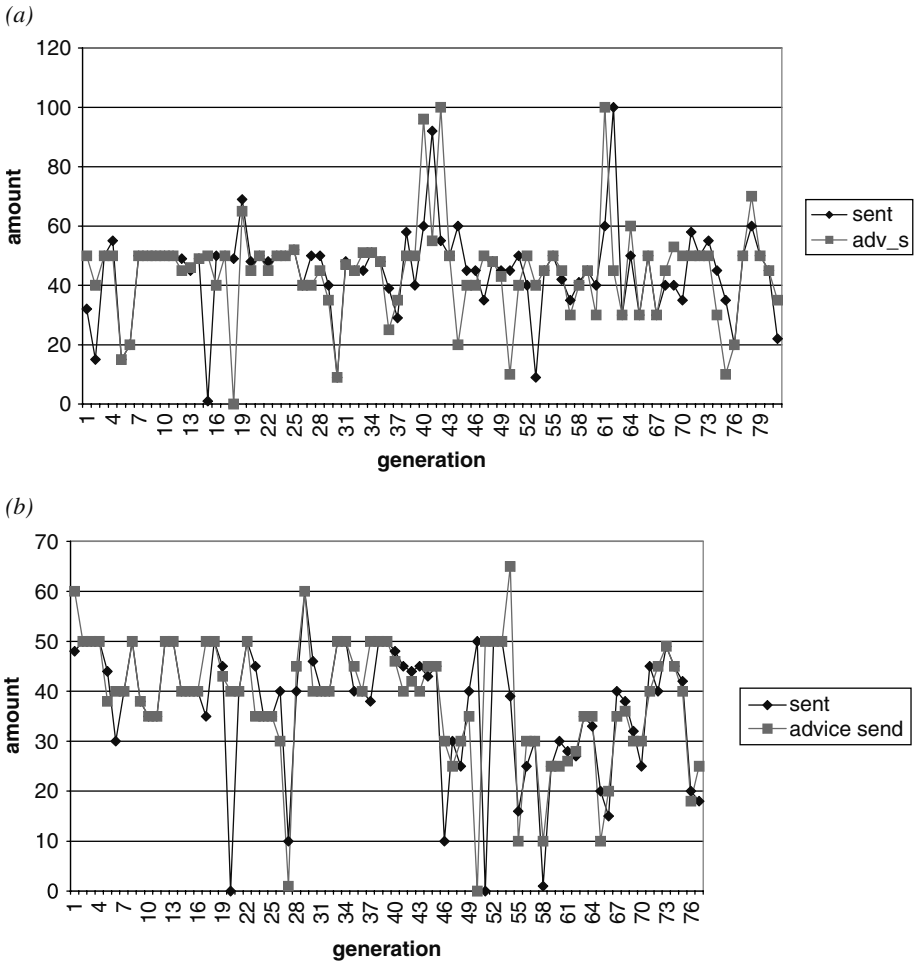 (a)
120
100
80
60
40
20
0
amount
1 4 7 10 13 16 19 22 25 28 31 34 37 40 43 46 49 52 55 58 61 64 67 70 73 76 79
generation
sent
adv_s
(b)
70
60
50
40
30
20
10
0
amount
1 4 7 10 13 16 19 22 25 28 31 34 37 40 43 46 49 52 55 58 61 64 67 70 73 76
generation
sent
advice send